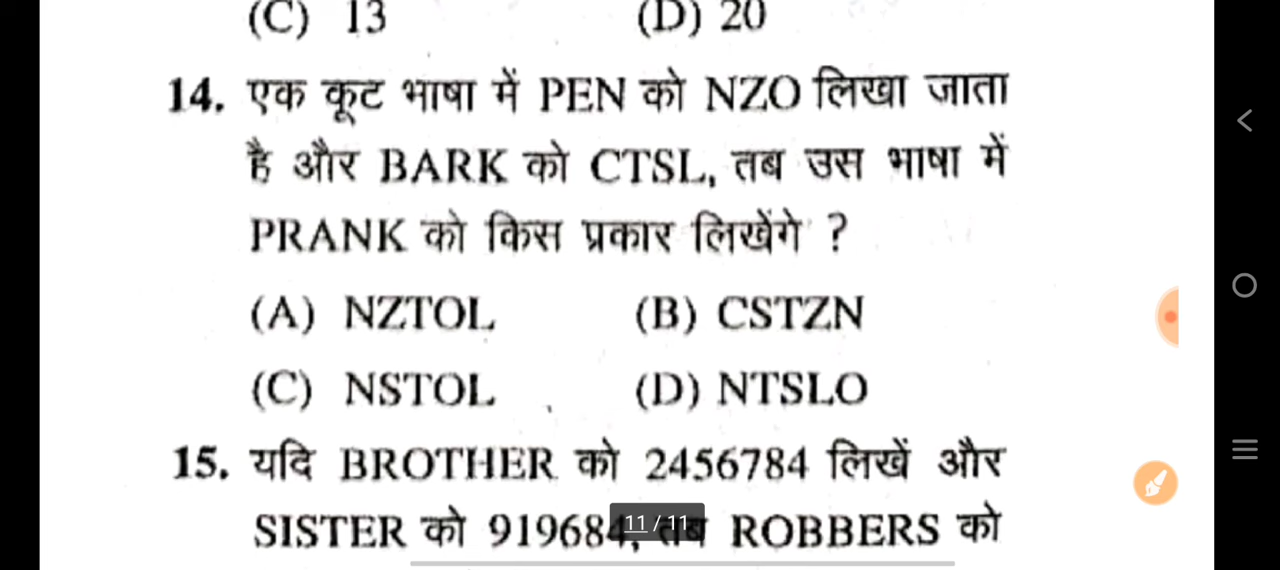 (C) 13 (D) 20
14. एक कूट भाषा में PEN को NZO लिखा जाता
है और BARK को CTSL, तब उस भाषा में
PRANK को किस प्रकार लिखेंगे ?
(A) NZTOL (B) CSTZN
(C) NSTOL (D) NTSLO
15. यदि BROTHER को 2456784 लिखें और
SISTER को 919684, तब ROBBERS को
11 / 11